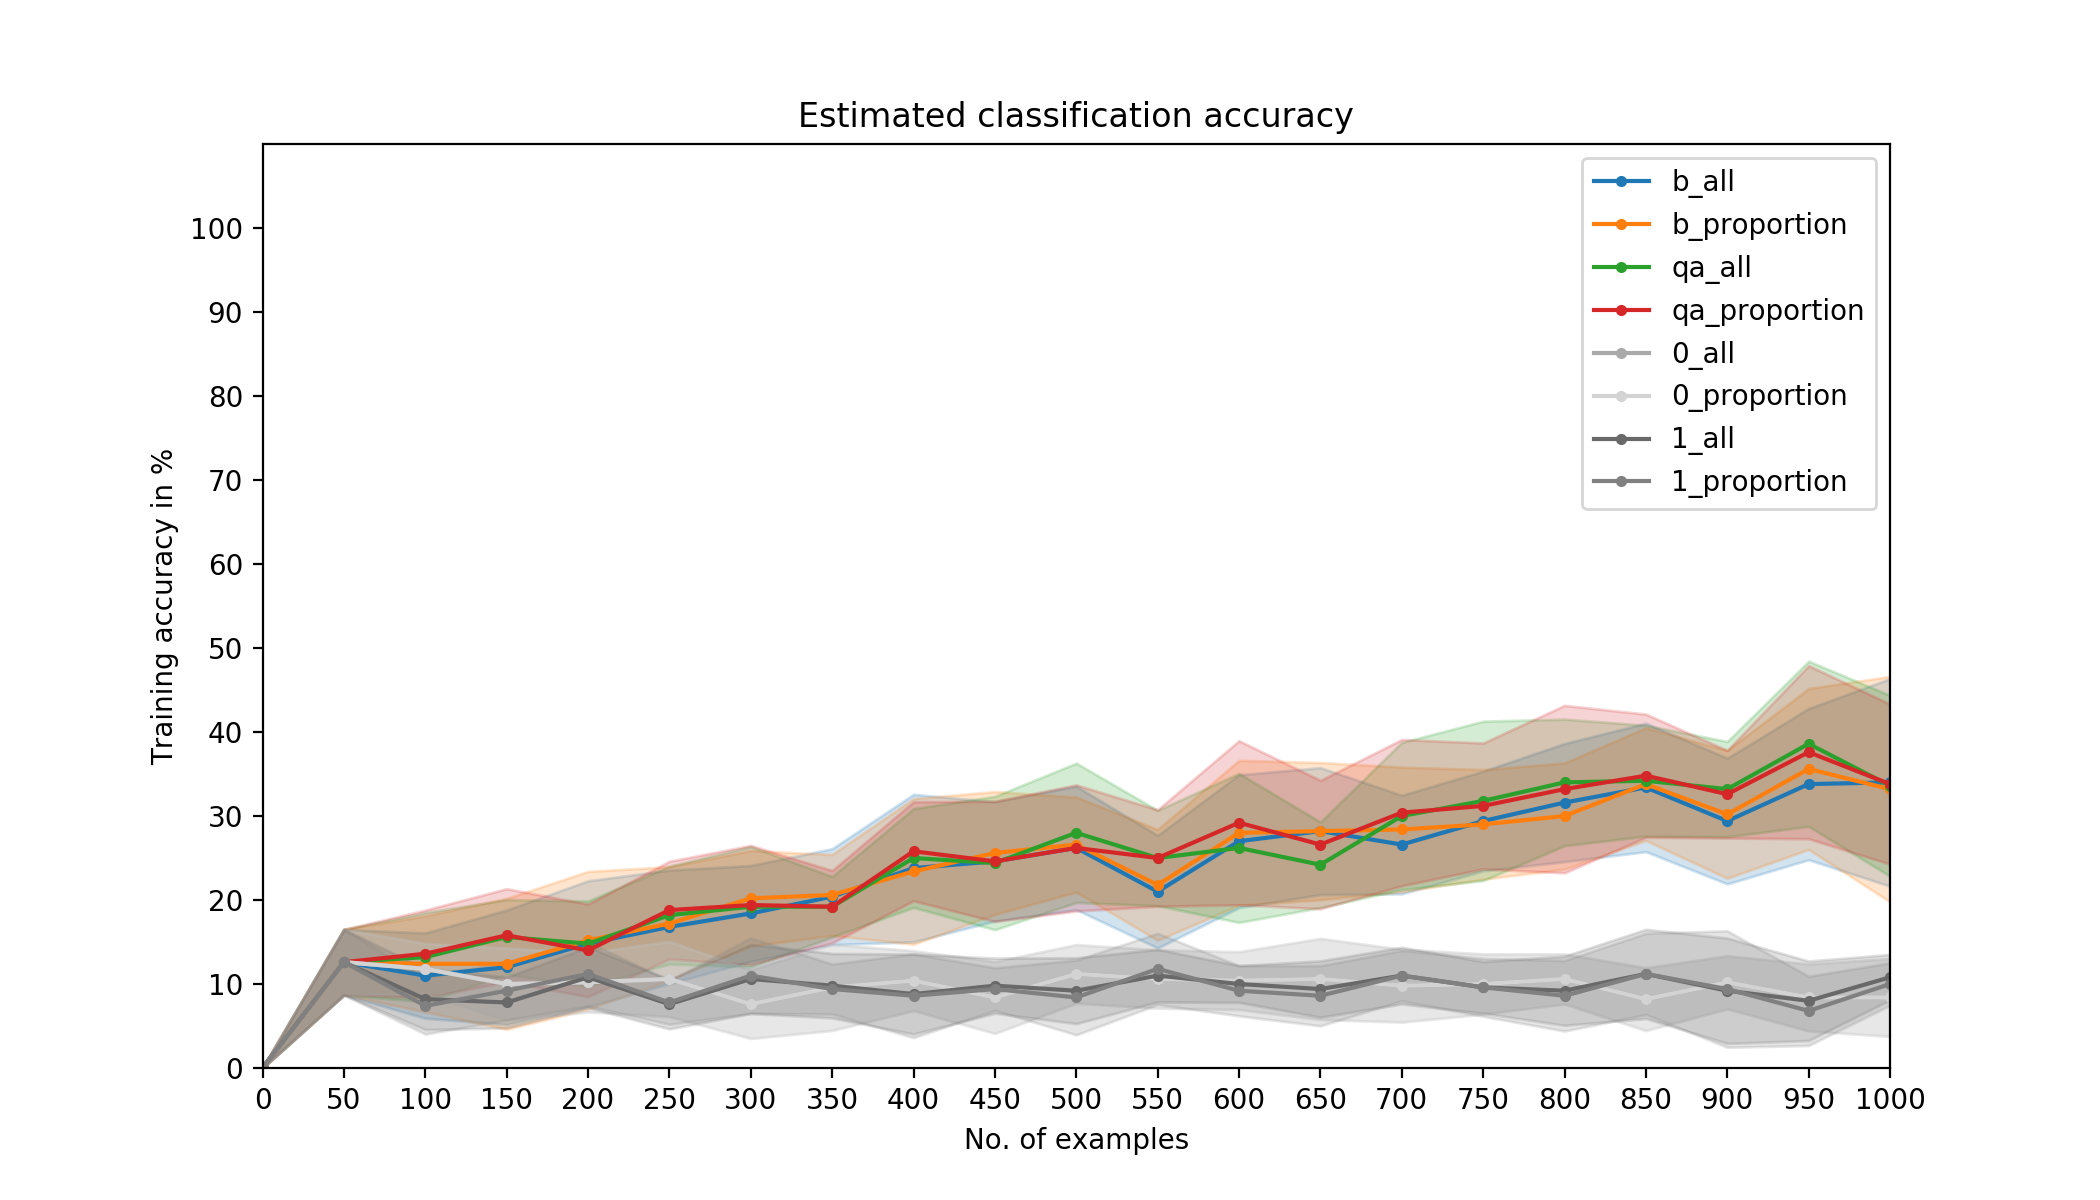 Estimated classification accuracy
b_all
b_proportion
qa_all
qa_proportion
0_all
0_proportion
1_all
1_proportion
Training accuracy in %
100
90
80
70
60
50
40
30
20
10
0
0 50 100 150 200 250 300 350 400 450 500 550 600 650 700 750 800 850 900 950 1000
No. of examples